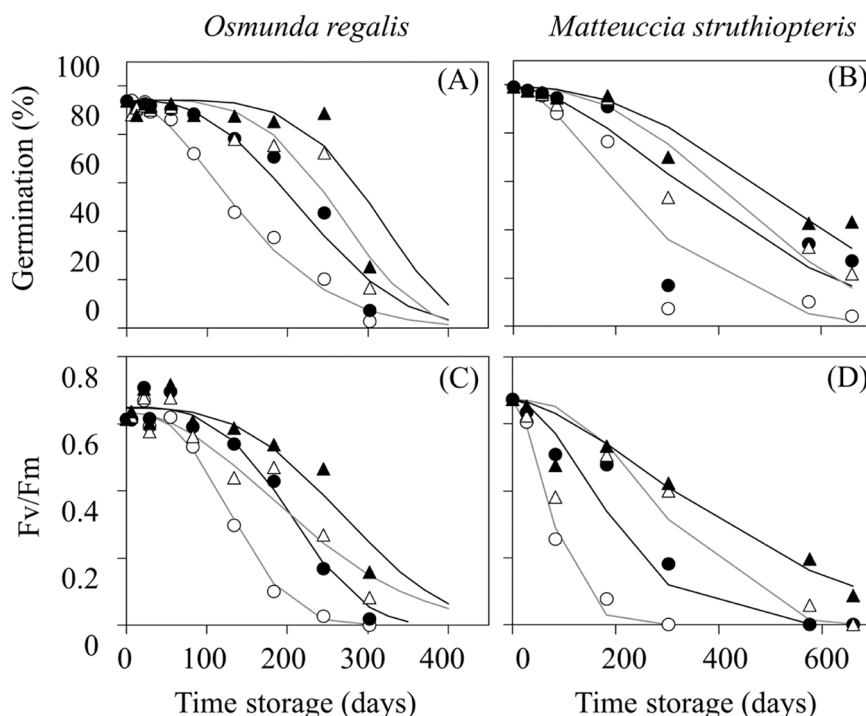 Osmunda regalis
Matteuccia struthiopteris
100
80
60
40
20
0
Germination (%)
(A)
(B)
0.8
0.6
0.4
0.2
0
Fv/Fm
(C)
(D)
0 100 200 300 400
0 200 400 600
Time storage (days)
Time storage (days)